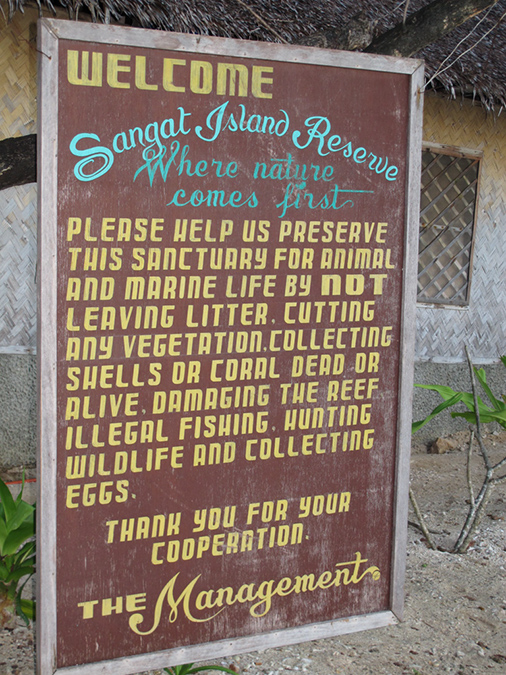 WELCOME
Sangat Island Reserve
Where nature
comes first
PLEASE HELP US PRESERVE
THIS SANCTUARY FOR ANIMAL
AND MARINE LIFE BY NOT
LEAVING LITTER, CUTTING
ANY VEGETATION, COLLECTING
SHELLS OR CORAL DEAD OR
ALIVE, DAMAGING THE REEF
ILLEGAL FISHING, HUNTING
WILDLIFE AND COLLECTING
EGGS.
THANK YOU FOR YOUR
COOPERATION.
THE Management